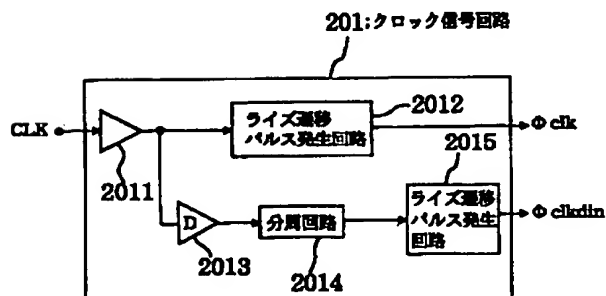 201;クロック信号回路
CLK
2011
ライズ遷移
パルス発生回路
2012
Φ clk
D
2013
分周回路
2014
ライズ遷移
パルス発生
回路
2015
Φ clkdin